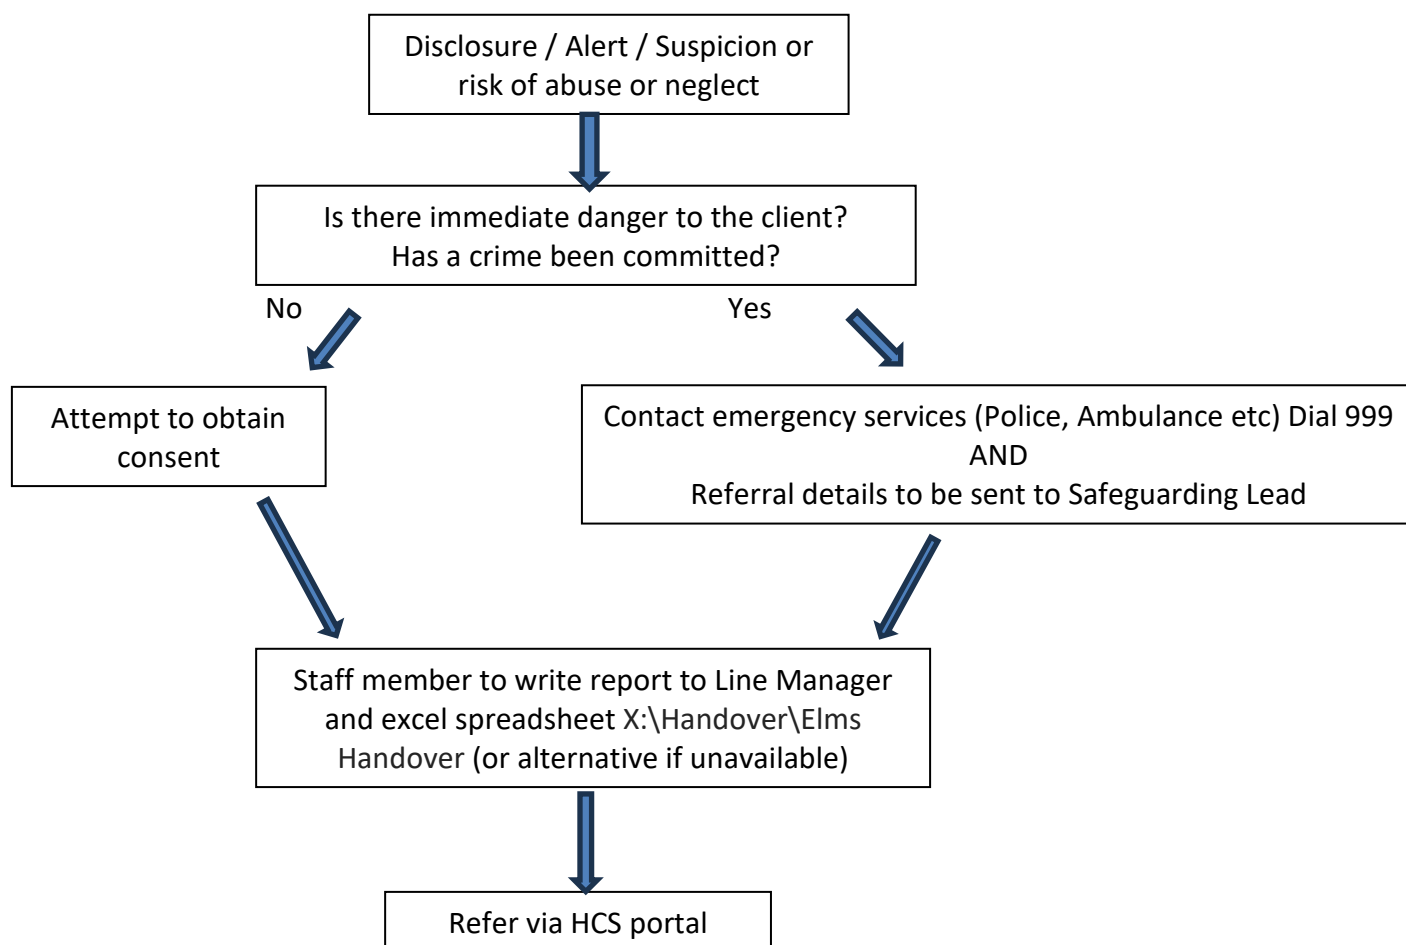 Disclosure / Alert / Suspicion or
risk of abuse or neglect
Is there immediate danger to the client?
Has a crime been committed?
No
Yes
Attempt to obtain
consent
Contact emergency services (Police, Ambulance etc) Dial 999
AND
Referral details to be sent to Safeguarding Lead
Staff member to write report to Line Manager
and excel spreadsheet X:\Handover\Elms
Handover (or alternative if unavailable)
Refer via HCS portal